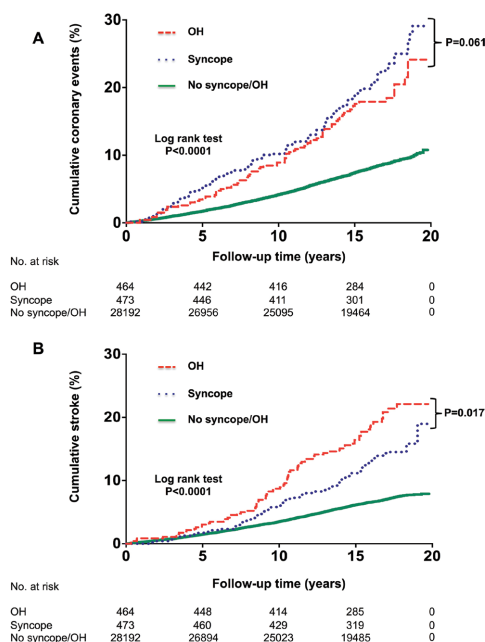 A
Cumulative coronary events (%)
30
20
10
0
OH
Syncope
No syncope/OH
P=0.061
Log rank test
P<0.0001
0 5 10 15 20
Follow-up time (years)
No. at risk
OH 464 442 416 284 0
Syncope 473 446 411 301 0
No syncope/OH 28192 26956 25095 19464 0
B
Cumulative stroke (%)
30
20
10
0
OH
Syncope
No syncope/OH
P=0.017
Log rank test
P<0.0001
0 5 10 15 20
Follow-up time (years)
No. at risk
OH 464 448 414 285 0
Syncope 473 460 429 319 0
No syncope/OH 28192 26894 25023 19485 0